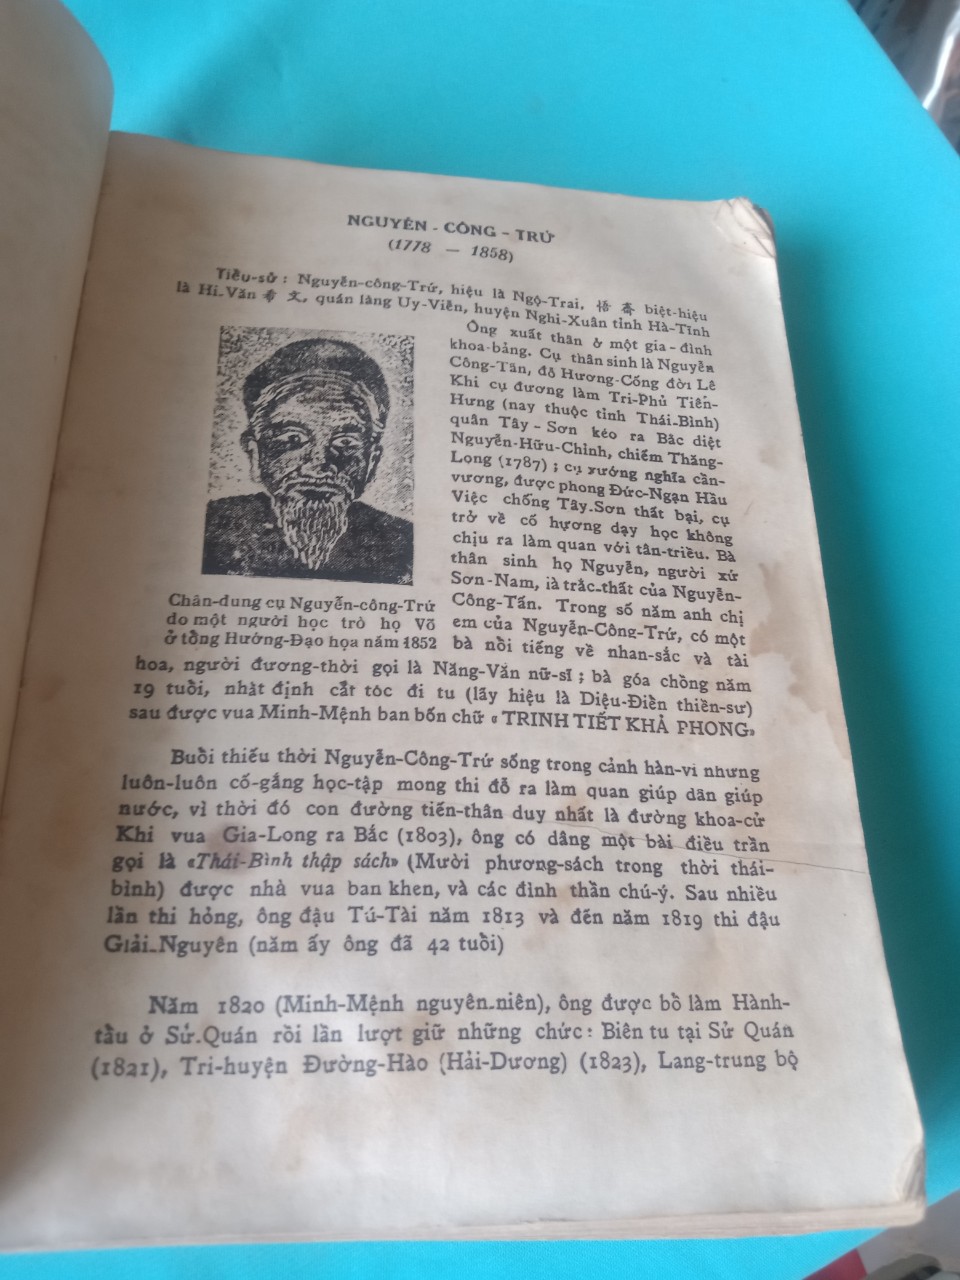 NGUYỄN - CÔNG - TRỨ
(1778 — 1858)
Tiểu-sử : Nguyễn-công-Trứ, hiệu là Ngộ-Trai, 悟 齋 biệt-hiệu
là Hi-Văn 希 文, quán làng Uy-Viễn, huyện Nghi-Xuân tỉnh Hà-Tĩnh
Ông xuất thân ở một gia-đình
khoa-bảng. Cụ thân sinh là Nguyễn
Công-Tấn, đỗ Hương-Cống đời Lê
Khi cụ đương làm Tri-Phủ Tiến-
Hưng (nay thuộc tỉnh Thái-Bình)
quân Tây-Sơn kéo ra Bắc diệt
Nguyễn-Hữu-Chỉnh, chiếm Thăng-
Long (1787) ; cụ xướng nghĩa cần-
vương, được phong Đức-Ngạn Hầu
Việc chống Tây-Sơn thất bại, cụ
trở về cố hương dạy học không
chịu ra làm quan với tân-triều. Bà
thân sinh họ Nguyễn, người xứ
Sơn-Nam, là trắc-thất của Nguyễn-
Công-Tấn. Trong số năm anh chị
em của Nguyễn-Công-Trứ, có một
bà nổi tiếng về nhan-sắc và tài
Chân-dung cụ Nguyễn-công-Trứ
do một người học trò họ Võ
ở tổng Hướng-Đạo họa năm 1852
hoa, người đương-thời gọi là Năng-Văn nữ-sĩ ; bà góa chồng năm
19 tuổi, nhất định cắt tóc đi tu (lấy hiệu là Diệu-Điền thiền-sư)
sau được vua Minh-Mệnh ban bốn chữ « TRINH TIẾT KHẢ PHONG»
Buổi thiếu thời Nguyễn-Công-Trứ sống trong cảnh hàn-vi nhưng
luôn-luôn cố-gắng học-tập mong thi đỗ ra làm quan giúp dân giúp
nước, vì thời đó con đường tiến-thân duy nhất là đường khoa-cử
Khi vua Gia-Long ra Bắc (1803), ông có dâng một bài điều trần
gọi là «Thái-Bình thập sách» (Mười phương-sách trong thời thái-
bình) được nhà vua ban khen, và các đình thần chú-ý. Sau nhiều
lần thi hỏng, ông đậu Tú-Tài năm 1813 và đến năm 1819 thi đậu
Giải-Nguyên (năm ấy ông đã 42 tuổi)
Năm 1820 (Minh-Mệnh nguyên-niên), ông được bổ làm Hành-
tẩu ở Sử-Quán rồi lần lượt giữ những chức : Biên tu tại Sử Quán
(1821), Tri-huyện Đường-Hào (Hải-Dương) (1823), Lang-trung bộ